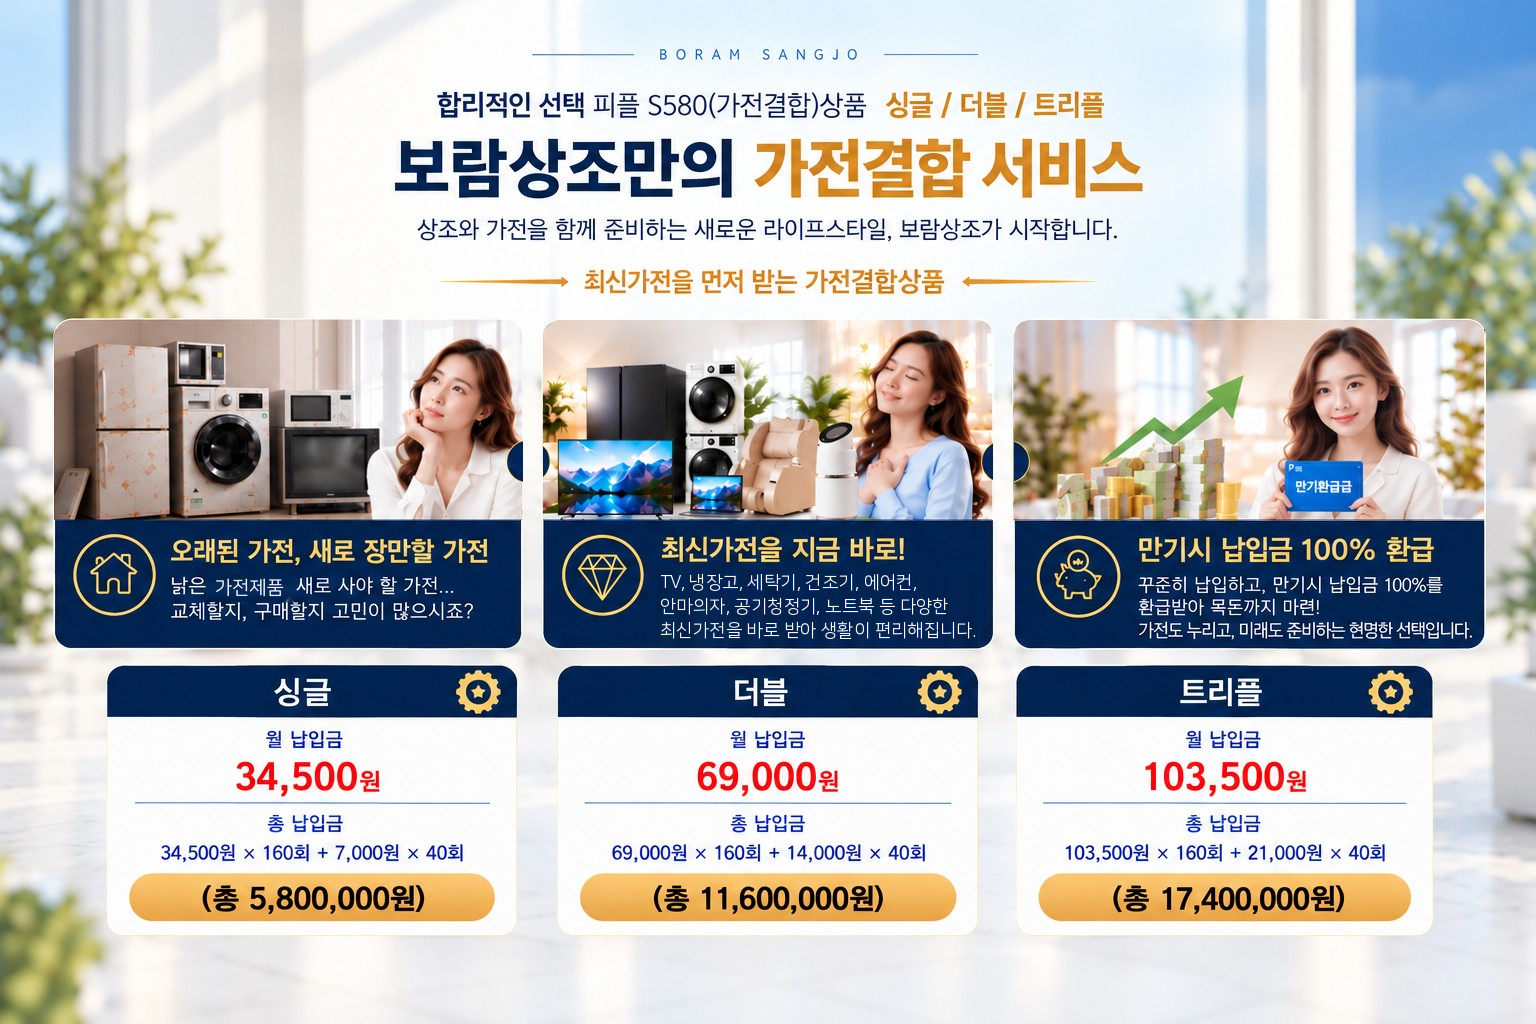 BORAM SANGJO
합리적인 선택 피플 S580(가전결합)상품 싱글 / 더블 / 트리플
보람상조만의 가전결합 서비스
상조와 가전을 함께 준비하는 새로운 라이프스타일, 보람상조가 시작합니다.
최신가전을 먼저 받는 가전결합상품
만기환급금
오래된 가전, 새로 장만할 가전
낡은 가전제품 새로 사야 할 가전...
교체할지, 구매할지 고민이 많으시죠?
최신가전을 지금 바로!
TV, 냉장고, 세탁기, 건조기, 에어컨,
안마의자, 공기청정기, 노트북 등 다양한
최신가전을 바로 받아 생활이 편리해집니다.
만기시 납입금 100% 환급
꾸준히 납입하고, 만기시 납입금 100%를
환급받아 목돈까지 마련!
가전도 누리고, 미래도 준비하는 현명한 선택입니다.
싱글
월 납입금
34,500원
총 납입금
34,500원 × 160회 + 7,000원 × 40회
(총 5,800,000원)
더블
월 납입금
69,000원
총 납입금
69,000원 × 160회 + 14,000원 × 40회
(총 11,600,000원)
트리플
월 납입금
103,500원
총 납입금
103,500원 × 160회 + 21,000원 × 40회
(총 17,400,000원)